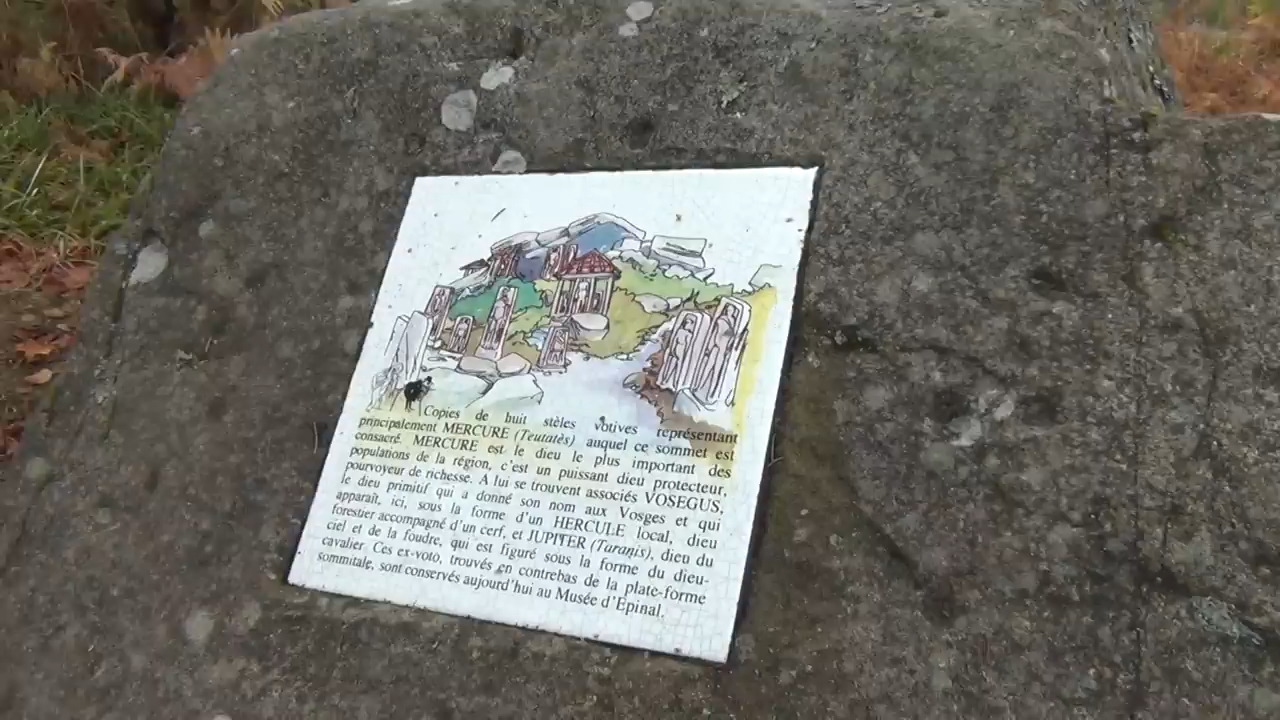 Copies de huit stèles votives représentant
principalement MERCURE (Teutatès) auquel ce sommet est
consacré. MERCURE est le dieu le plus important des
populations de la région, c'est un puissant dieu protecteur,
pourvoyeur de richesse. A lui se trouvent associés VOSEGUS,
le dieu primitif qui a donné son nom aux Vosges et qui
apparaît, ici, sous la forme d'un HERCULE local, dieu
forestier accompagné d'un cerf, et JUPITER (Taranis), dieu du
ciel et de la foudre, qui est figuré sous la forme du dieu-
cavalier. Ces ex-voto, trouvés en contrebas de la plate-forme
sommitale, sont conservés aujourd'hui au Musée d'Epinal.